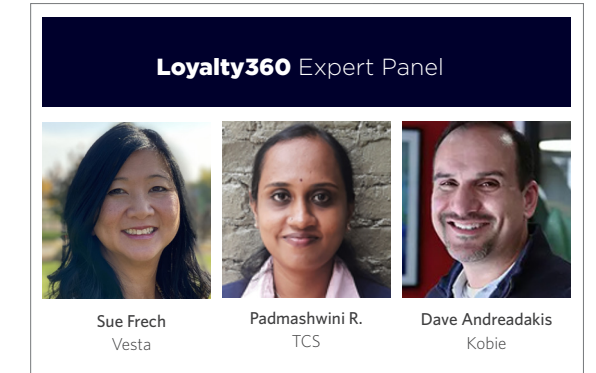 Loyalty360 Expert Panel
Sue Frech
Vesta
Padmashwini R.
TCS
Dave Andreadakis
Kobie